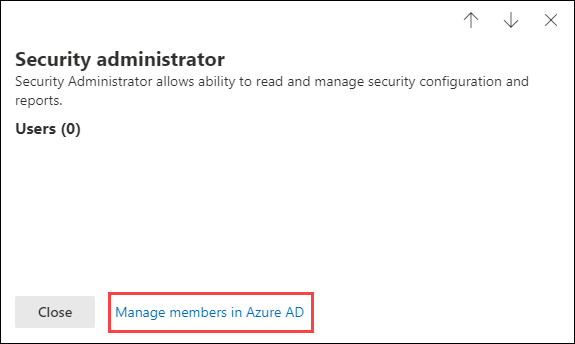 Security administrator
Security Administrator allows ability to read and manage security configuration and
reports.
Users (0)
Close
Manage members in Azure AD